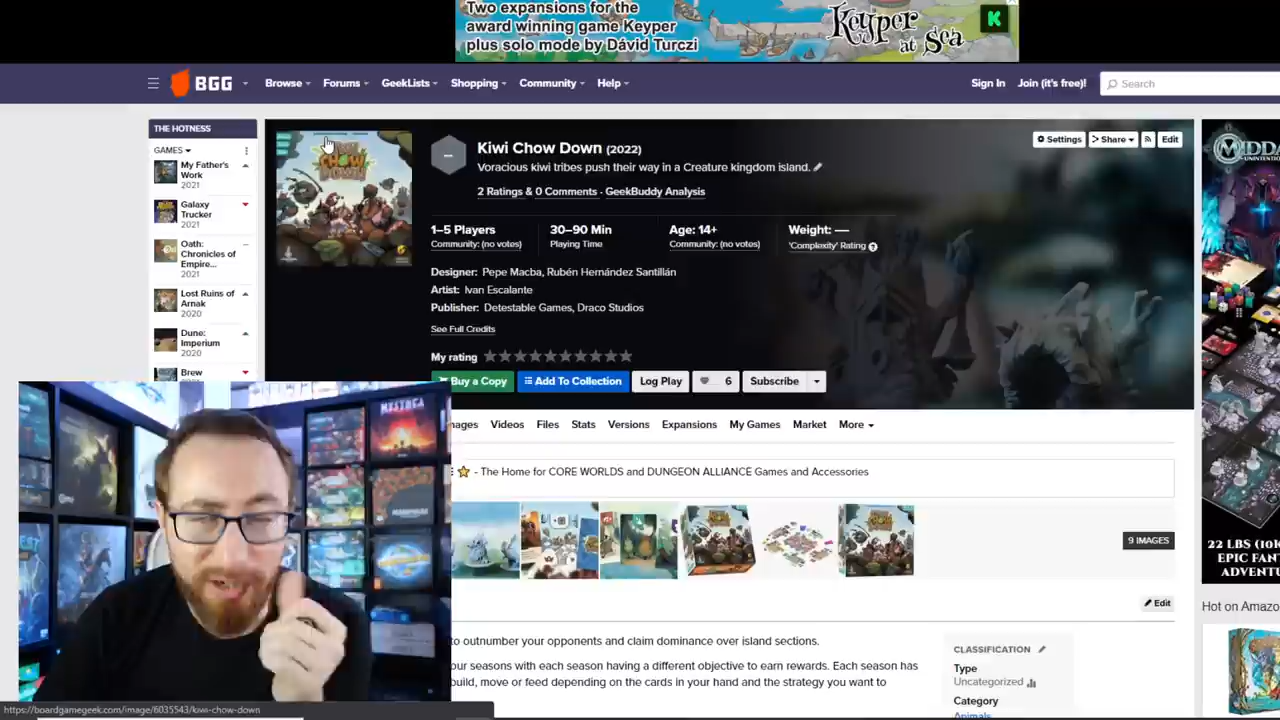 Two expansions for the
award winning game Keyper
plus solo mode by Dávid Turczi
Keyper
at Sea
K
BGG
Browse
Forums
GeekLists
Shopping
Community
Help
Sign In
Join (it's free)!
Search
THE HOTNESS
GAMES
My Father's
Work
2021
Galaxy
Trucker
2021
Oath:
Chronicles of
Empire...
2021
Lost Ruins of
Arnak
2020
Dune:
Imperium
2020
Brew
CHOW
DOWN!
--
Kiwi Chow Down (2022)
Voracious kiwi tribes push their way in a Creature kingdom island.
2 Ratings & 0 Comments · GeekBuddy Analysis
Settings
Share
Edit
1–5 Players
Community: (no votes)
30–90 Min
Playing Time
Age: 14+
Community: (no votes)
Weight: —
'Complexity' Rating
Designer: Pepe Macba, Rubén Hernández Santillán
Artist: Ivan Escalante
Publisher: Detestable Games, Draco Studios
See Full Credits
My rating
Buy a Copy
Add To Collection
Log Play
6
Subscribe
mages
Videos
Files
Stats
Versions
Expansions
My Games
Market
More
- The Home for CORE WORLDS and DUNGEON ALLIANCE Games and Accessories
9 IMAGES
Edit
to outnumber your opponents and claim dominance over island sections.
our seasons with each season having a different objective to earn rewards. Each season has
build, move or feed depending on the cards in your hand and the strategy you want to
CLASSIFICATION
Type
Uncategorized
Category
Animals
MIDDA
22 LBS (10K
EPIC FAN
ADVENTU
Hot on Amazo
https://boardgamegeek.com/image/6035543/kiwi-chow-down